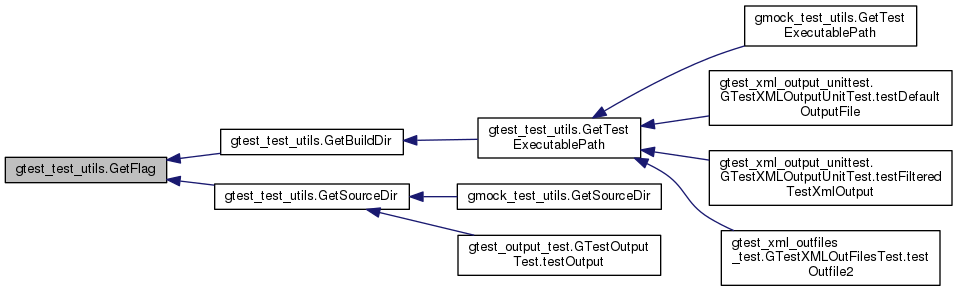 gtest_test_utils.GetFlag
gtest_test_utils.GetBuildDir
gtest_test_utils.GetTest
ExecutablePath
gmock_test_utils.GetTest
ExecutablePath
gtest_xml_output_unittest.
GTestXMLOutputUnitTest.testDefault
OutputFile
gtest_xml_output_unittest.
GTestXMLOutputUnitTest.testFiltered
TestXmlOutput
gtest_xml_outfiles
_test.GTestXMLOutFilesTest.test
Outfile2
gtest_test_utils.GetSourceDir
gmock_test_utils.GetSourceDir
gtest_output_test.GTestOutput
Test.testOutput